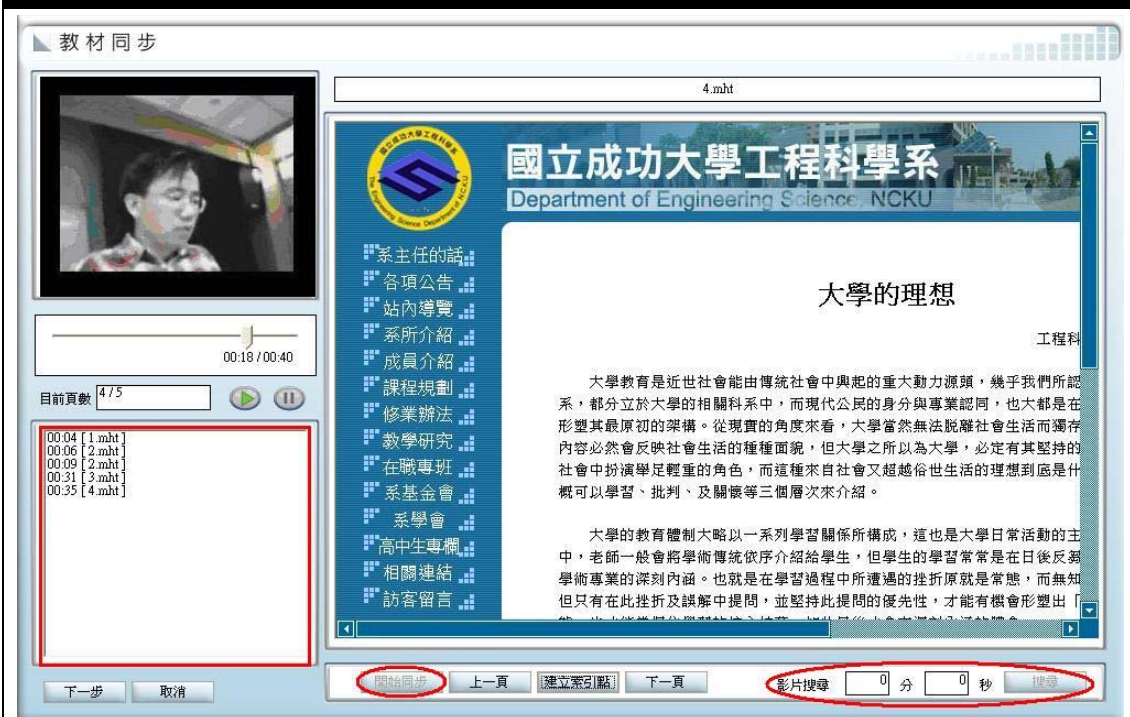 教材同步
4.mht
國立成功大學工程科學系
Department of Engineering Science, NCKU
系主任的話
各項公告
站內導覽
系所介紹
成員介紹
課程規劃
修業辦法
教學研究
在職專班
系基金會
系學會
高中生專欄
相關連結
訪客留言
大學的理想
工程科
大學教育是近世社會能由傳統社會中興起的重大動力源頭,幾乎我們所認
系,都分立於大學的相關科系中,而現代公民的身分與專業認同,也大都是在
形塑其最原初的架構。從現實的角度來看,大學當然無法脫離社會生活而獨存
內容必然會反映社會生活的種種面貌,但大學之所以為大學,必定有其堅持的
社會中扮演舉足輕重的角色,而這種來自社會又超越俗世生活的理想到底是什
概可以學習、批判、及關懷等三個層次來介紹。
大學的教育體制大略以一系列學習關係所構成,這也是大學日常活動的主
中,老師一般會將學術傳統依序介紹給學生,但學生的學習常常是在日後反芻
學術專業的深刻內涵。也就是在學習過程中所遭遇的挫折原就是常態,而無知
但只有在此挫折及誤解中提問,並堅持此提問的優先性,才能有機會形塑出「
00:18 / 00:40
目前頁數 4 / 5
00:04 [ 1.mht ]
00:06 [ 2.mht ]
00:09 [ 2.mht ]
00:31 [ 3.mht ]
00:35 [ 4.mht ]
下一步 取消
開始同步 上一頁 建立索引點 下一頁 影片搜尋 0 分 0 秒 搜尋